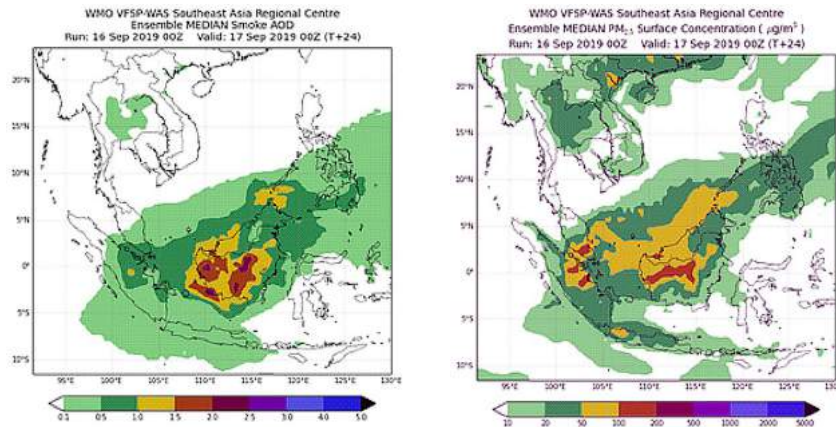 WMO VFSP-WAS Southeast Asia Regional Centre
Ensemble MEDIAN Smoke AOD
Run: 16 Sep 2019 00Z Valid: 17 Sep 2019 00Z (T+24)
20°N
15°N
10°N
5°N
0°
5°S
10°S
95°E 100°E 105°E 110°E 115°E 120°E 125°E 130°E
0.1 0.5 1.0 1.5 2.0 2.5 3.0 4.0 5.0
WMO VFSP-WAS Southeast Asia Regional Centre
Ensemble MEDIAN PM2.5 Surface Concentration ( μg/m³ )
Run: 16 Sep 2019 00Z Valid: 17 Sep 2019 00Z (T+24)
20°N
15°N
10°N
5°N
0°
5°S
10°S
95°E 100°E 105°E 110°E 115°E 120°E 125°E 130°E
10 20 50 100 200 500 1000 2000 5000